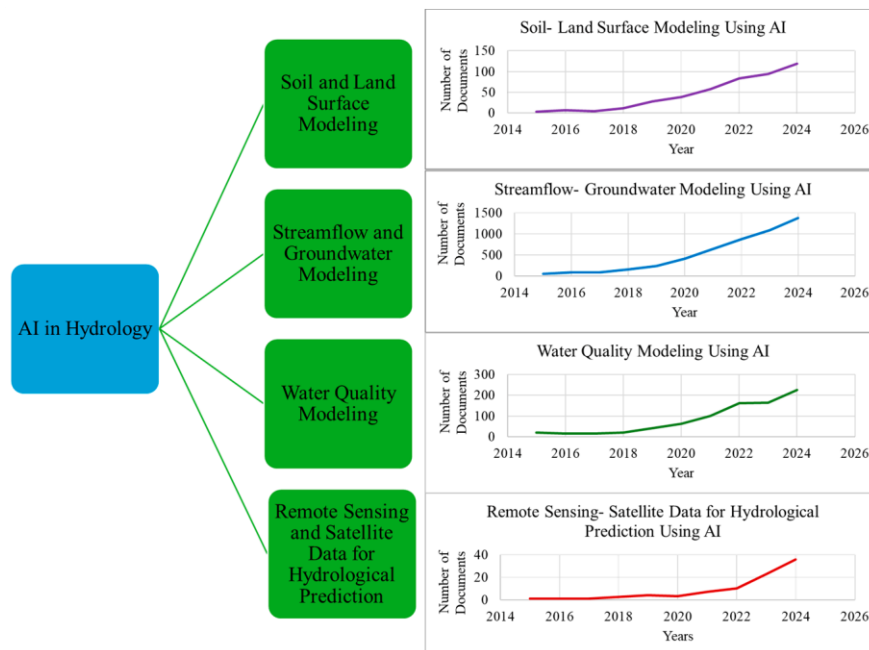 AI in Hydrology
Soil and Land
Surface
Modeling
Streamflow and
Groundwater
Modeling
Water Quality
Modeling
Remote Sensing
and Satellite
Data for
Hydrological
Prediction
Soil- Land Surface Modeling Using AI
Number of
Documents
150
100
50
0
2014 2016 2018 2020 2022 2024 2026
Year
Streamflow- Groundwater Modeling Using AI
Number of
Documents
1500
1000
500
0
2014 2016 2018 2020 2022 2024 2026
Year
Water Quality Modeling Using AI
Number of
Documents
300
200
100
0
2014 2016 2018 2020 2022 2024 2026
Year
Remote Sensing- Satellite Data for Hydrological
Prediction Using AI
Number of
Documents
40
20
0
2014 2016 2018 2020 2022 2024 2026
Years